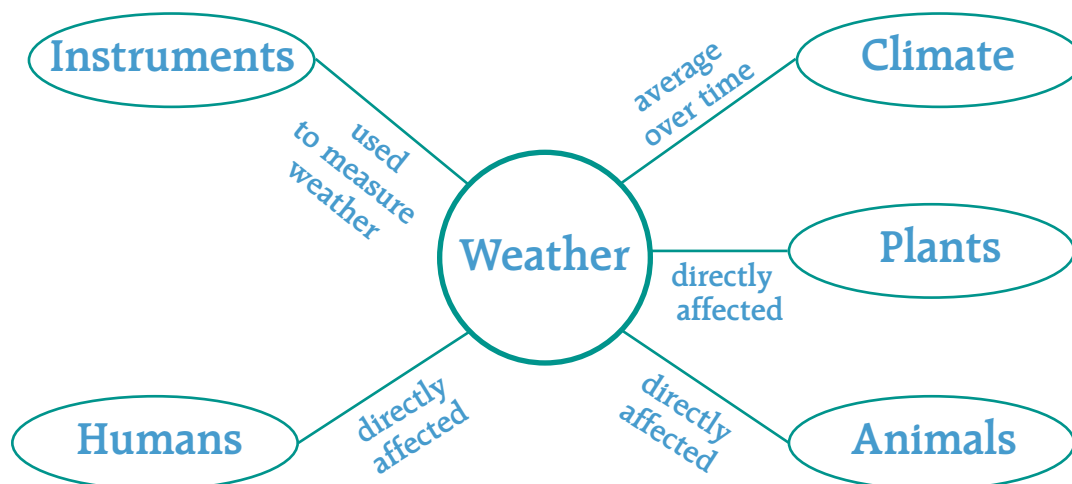 Instruments
used
to measure
weather
average
over time
Climate
Weather
directly
affected
Plants
Humans
directly
affected
directly
affected
Animals